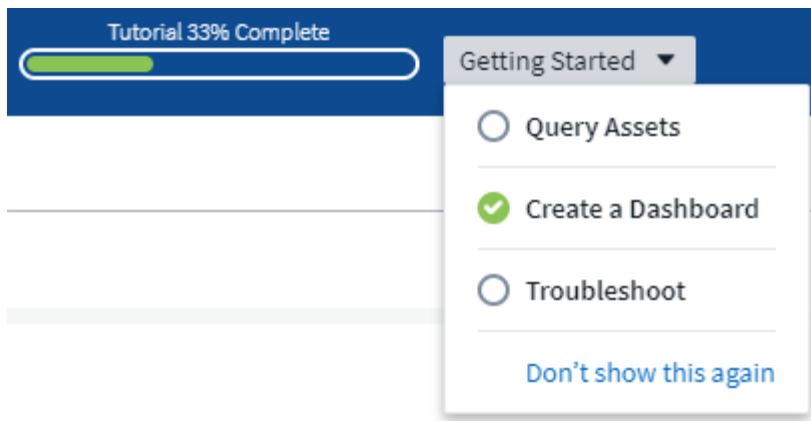 Tutorial 33% Complete
Getting Started
Query Assets
Create a Dashboard
Troubleshoot
Don’t show this again